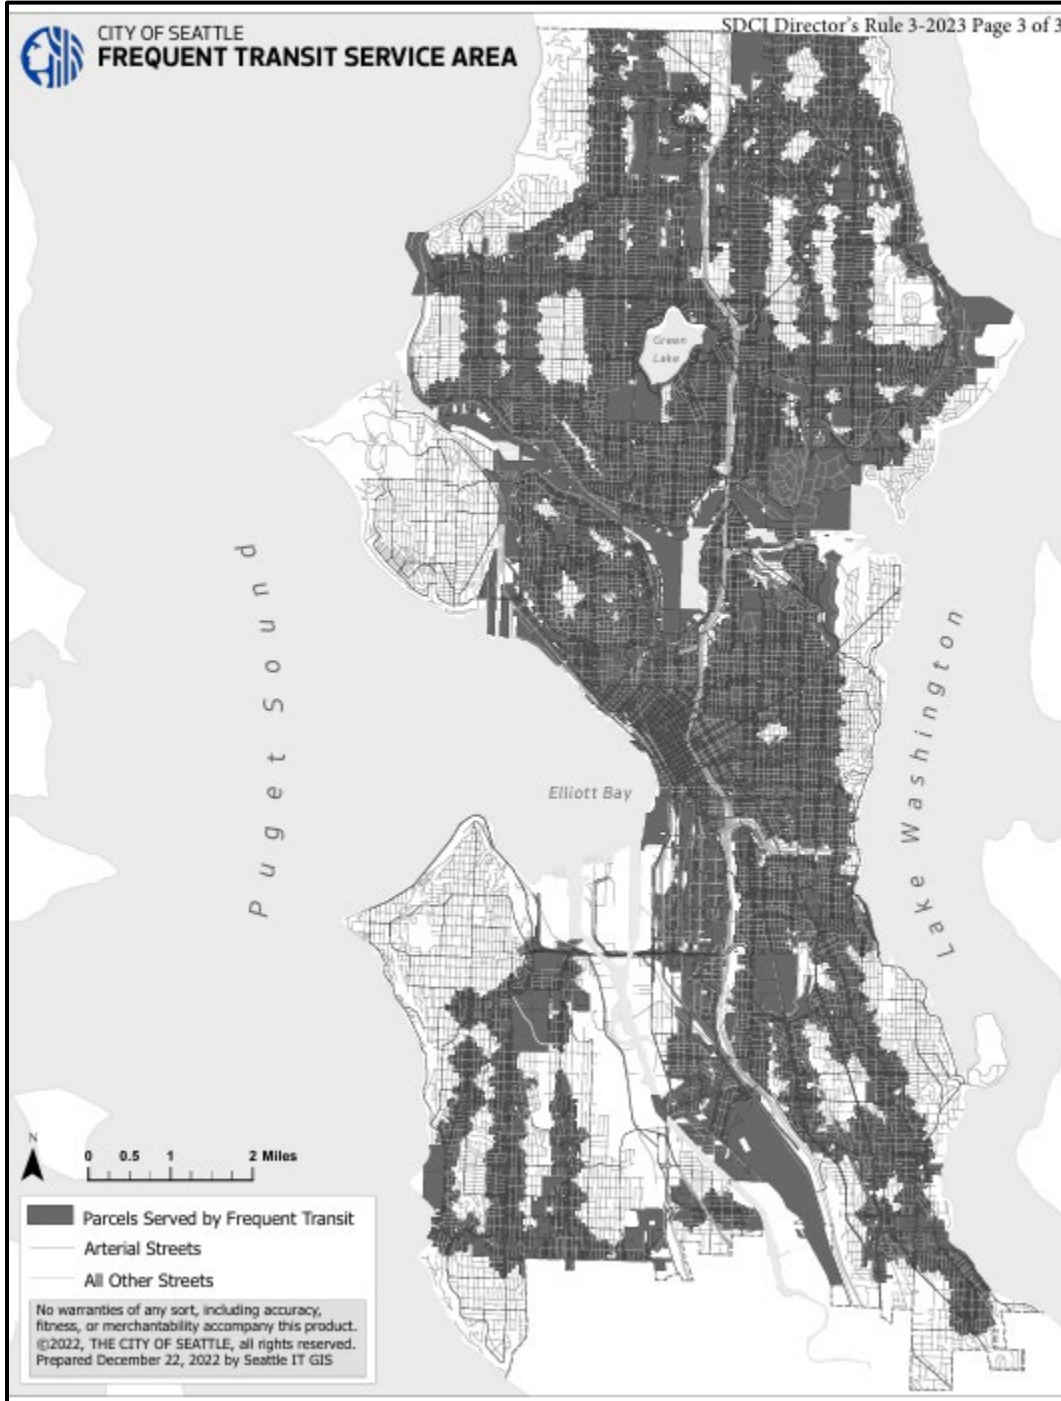 SDCI Director's Rule 3-2023 Page 3 of 3
CITY OF SEATTLE
FREQUENT TRANSIT SERVICE AREA
Green
Lake
Puget Sound
Elliott Bay
Lake Washington
N
0 0.5 1 2 Miles
Parcels Served by Frequent Transit
Arterial Streets
All Other Streets
No warranties of any sort, including accuracy,
fitness, or merchantability accompany this product.
©2022, THE CITY OF SEATTLE, all rights reserved.
Prepared December 22, 2022 by Seattle IT GIS